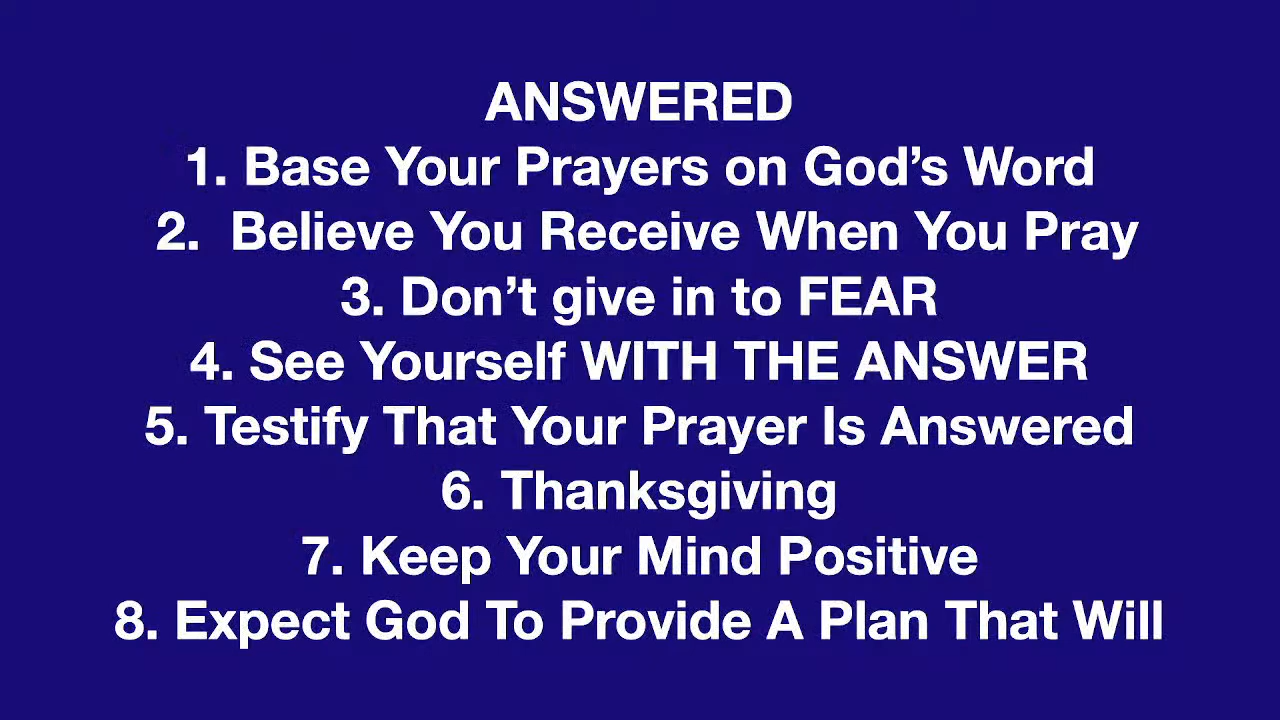 ANSWERED
1. Base Your Prayers on God’s Word
2.  Believe You Receive When You Pray
3. Don’t give in to FEAR
4. See Yourself WITH THE ANSWER
5. Testify That Your Prayer Is Answered
6. Thanksgiving
7. Keep Your Mind Positive
8. Expect God To Provide A Plan That Will